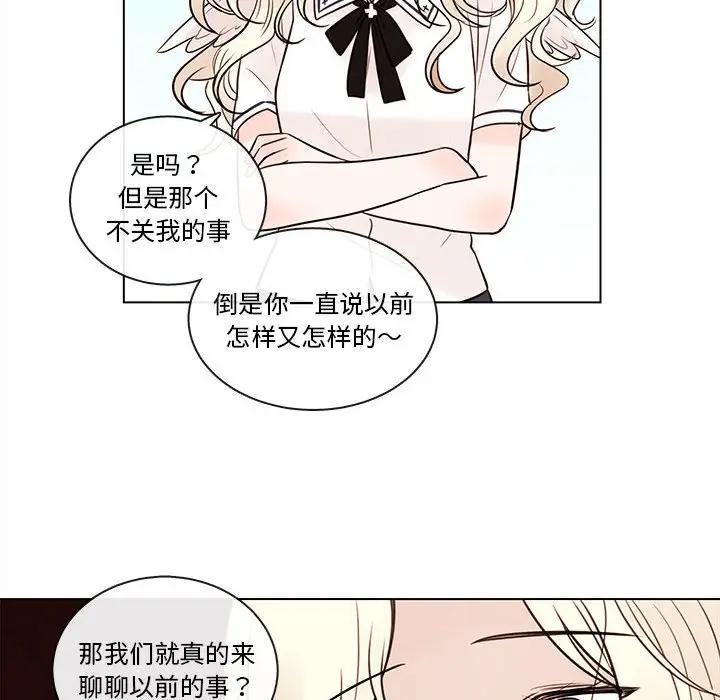 是吗？
但是那个
不关我的事
倒是你一直说以前
怎样又怎样的～
那我们就真的来
聊聊以前的事？